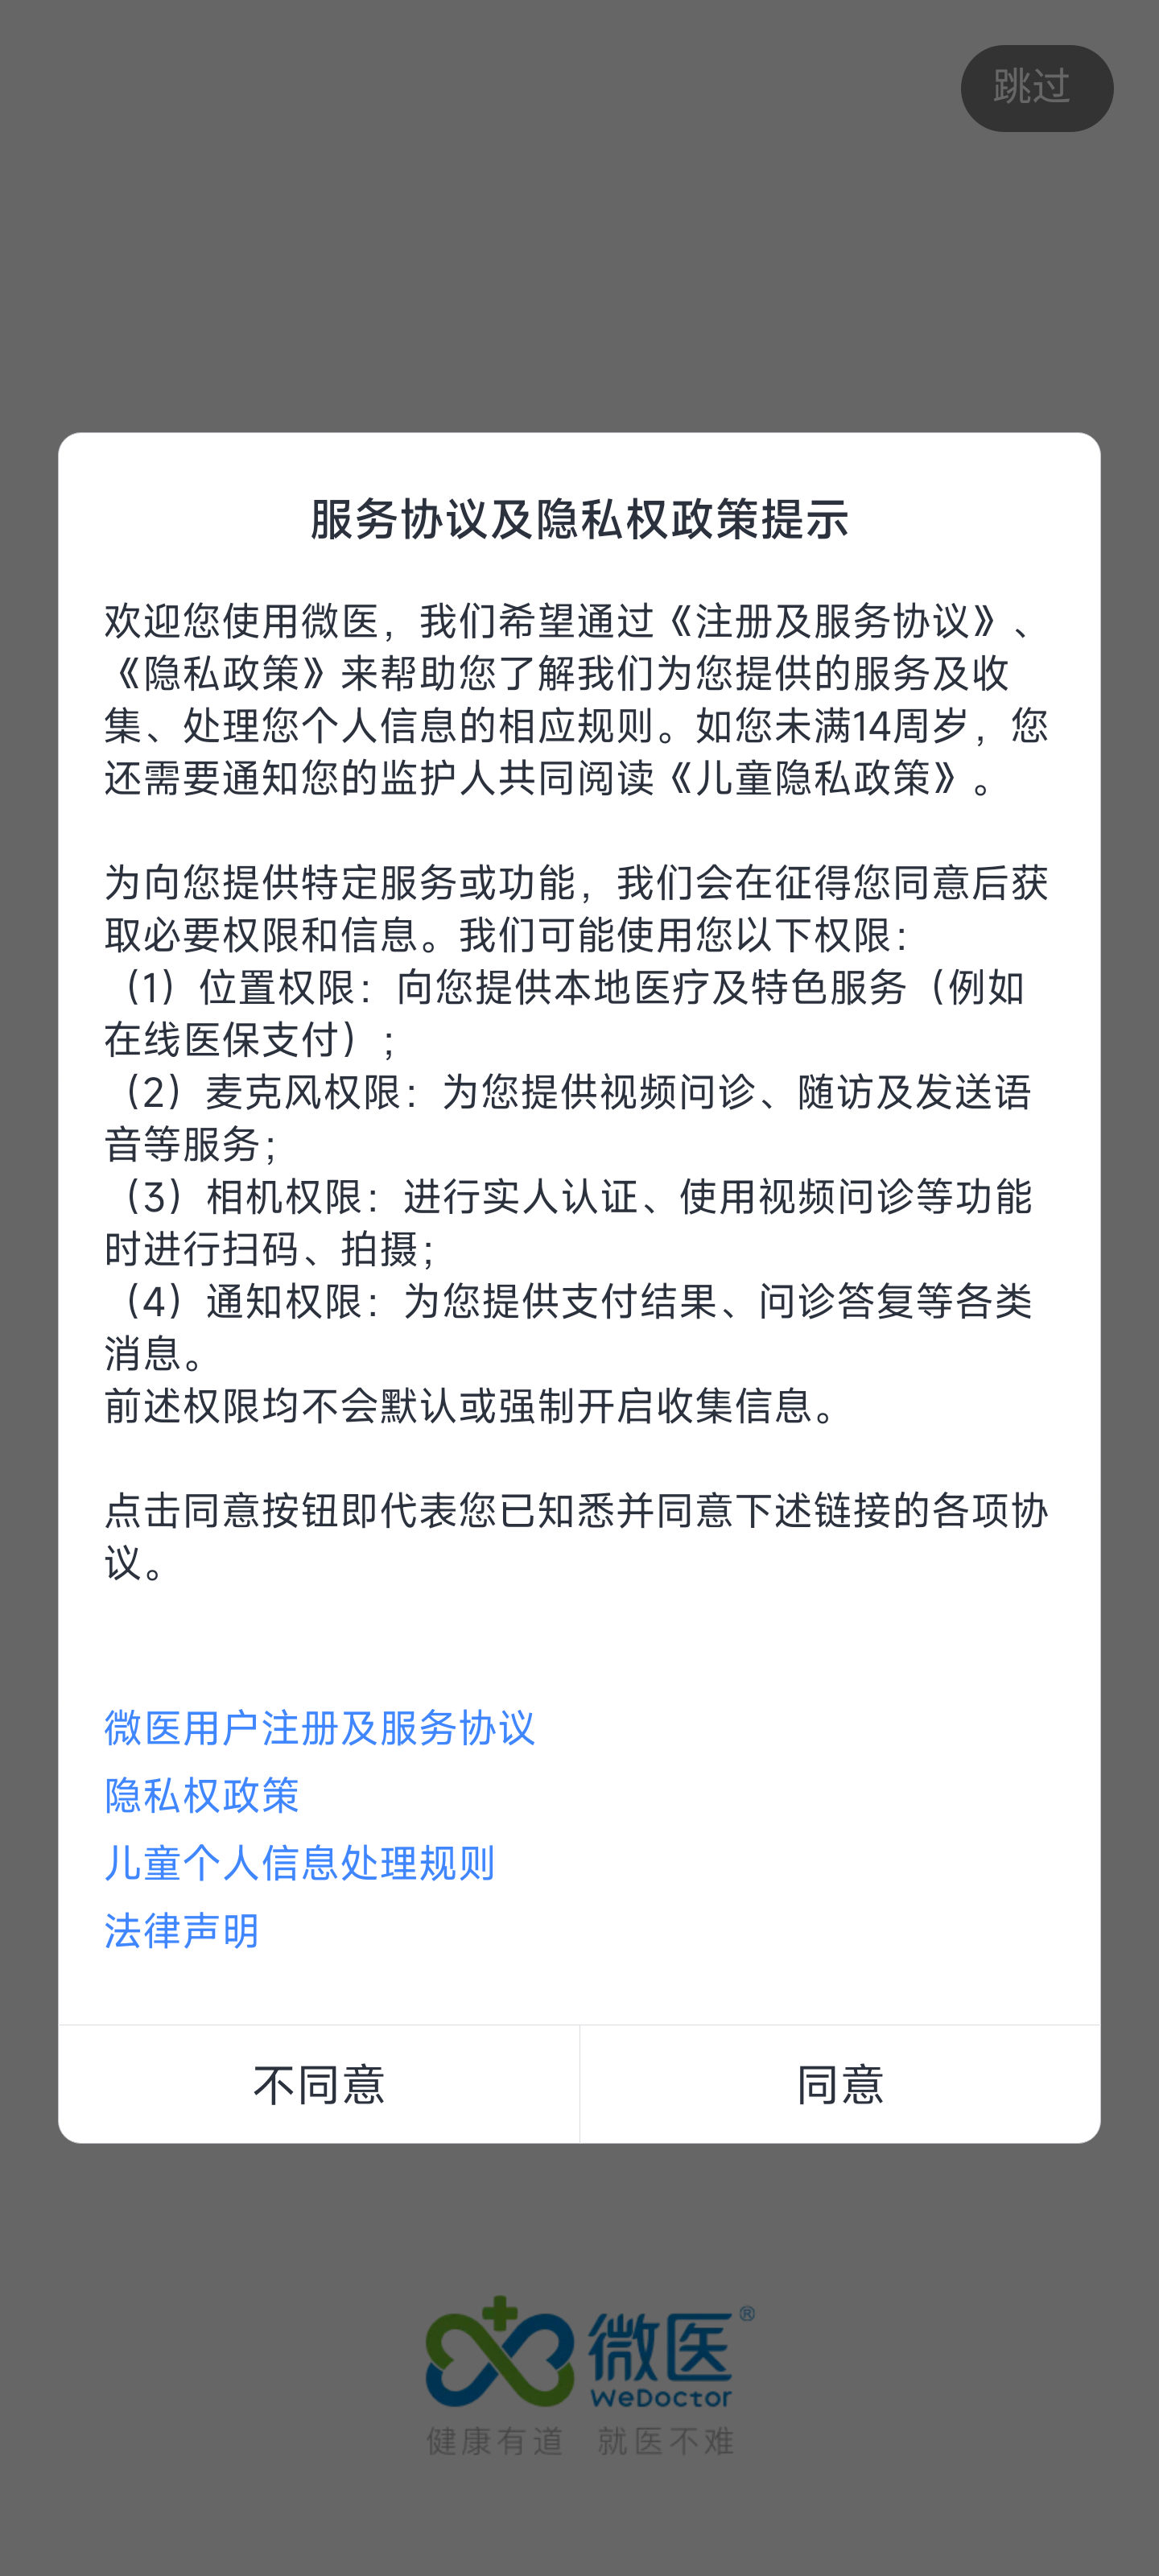 跳过
服务协议及隐私权政策提示
欢迎您使用微医，我们希望通过《注册及服务协议》、
《隐私政策》来帮助您了解我们为您提供的服务及收
集、处理您个人信息的相应规则。如您未满14周岁，您
还需要通知您的监护人共同阅读《儿童隐私政策》。
为向您提供特定服务或功能，我们会在征得您同意后获
取必要权限和信息。我们可能使用您以下权限：
（1）位置权限：向您提供本地医疗及特色服务（例如
在线医保支付）；
（2）麦克风权限：为您提供视频问诊、随访及发送语
音等服务；
（3）相机权限：进行实人认证、使用视频问诊等功能
时进行扫码、拍摄；
（4）通知权限：为您提供支付结果、问诊答复等各类
消息。
前述权限均不会默认或强制开启收集信息。
点击同意按钮即代表您已知悉并同意下述链接的各项协
议。
微医用户注册及服务协议
隐私权政策
儿童个人信息处理规则
法律声明
不同意
同意
微医®
WeDoctor
健康有道 就医不难